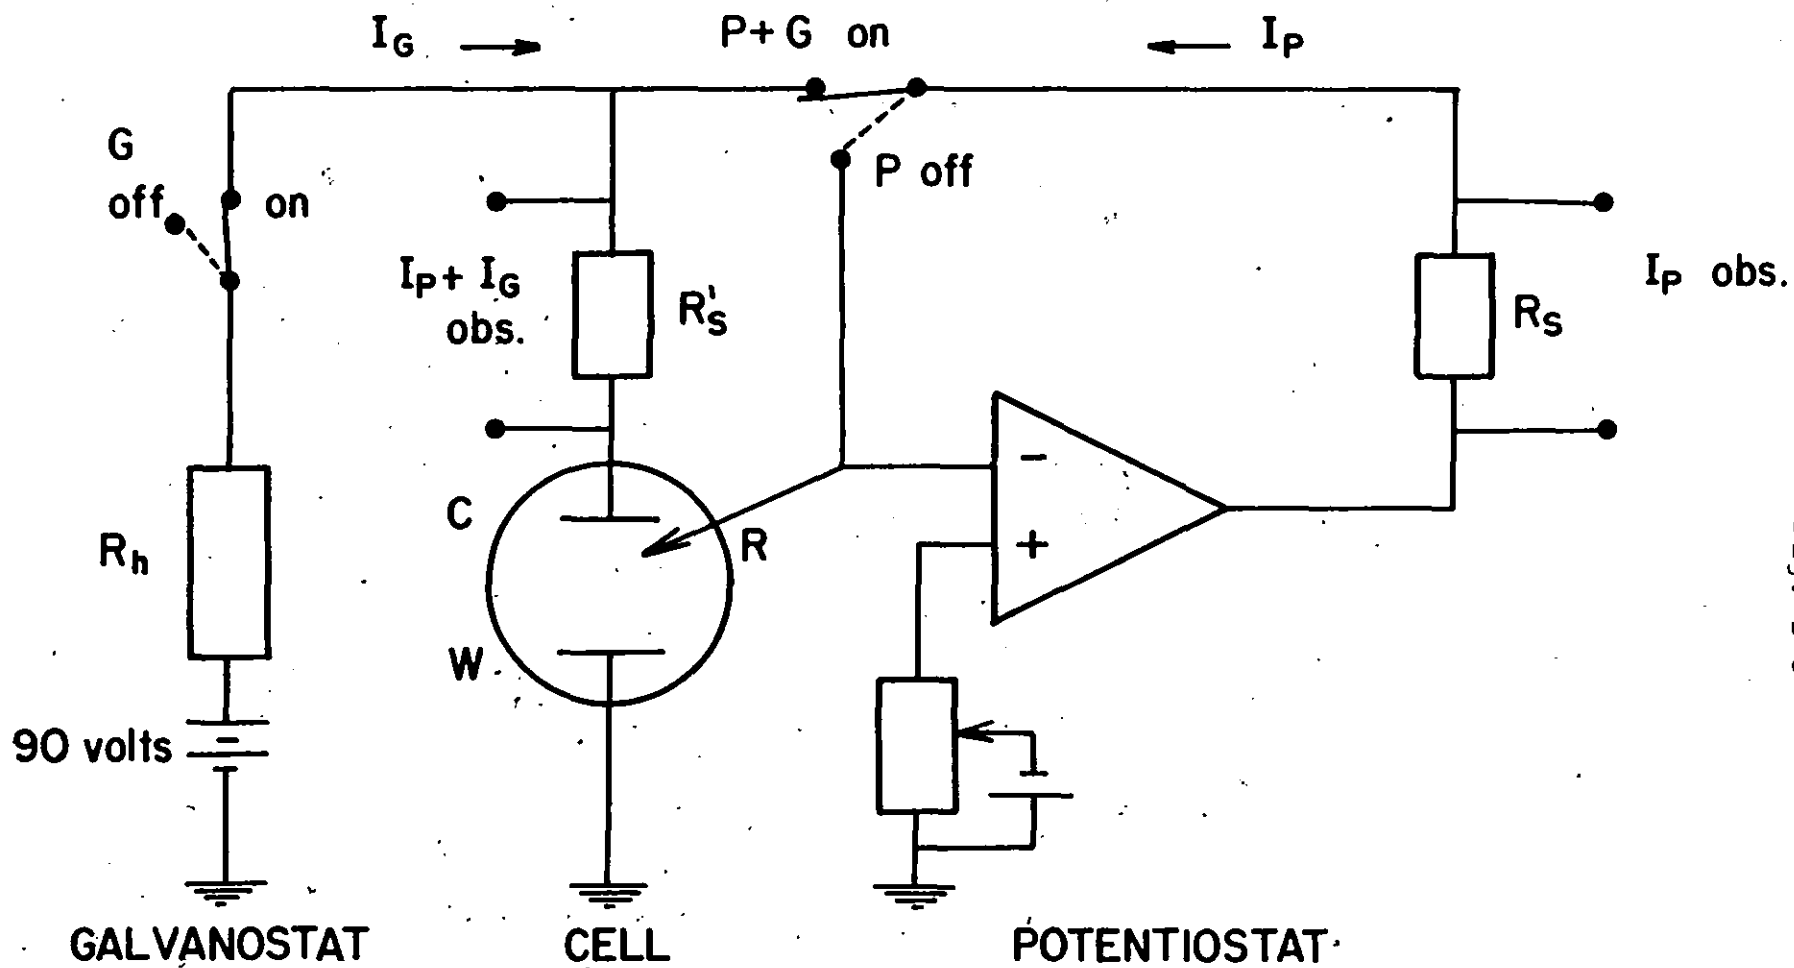 I_G → P+G on ← I_P
G
off on
P off
I_P + I_G
obs.
R'_S
I_P obs.
R_S
C
R
W
R_h
−
+
90 volts
GALVANOSTAT CELL POTENTIOSTAT